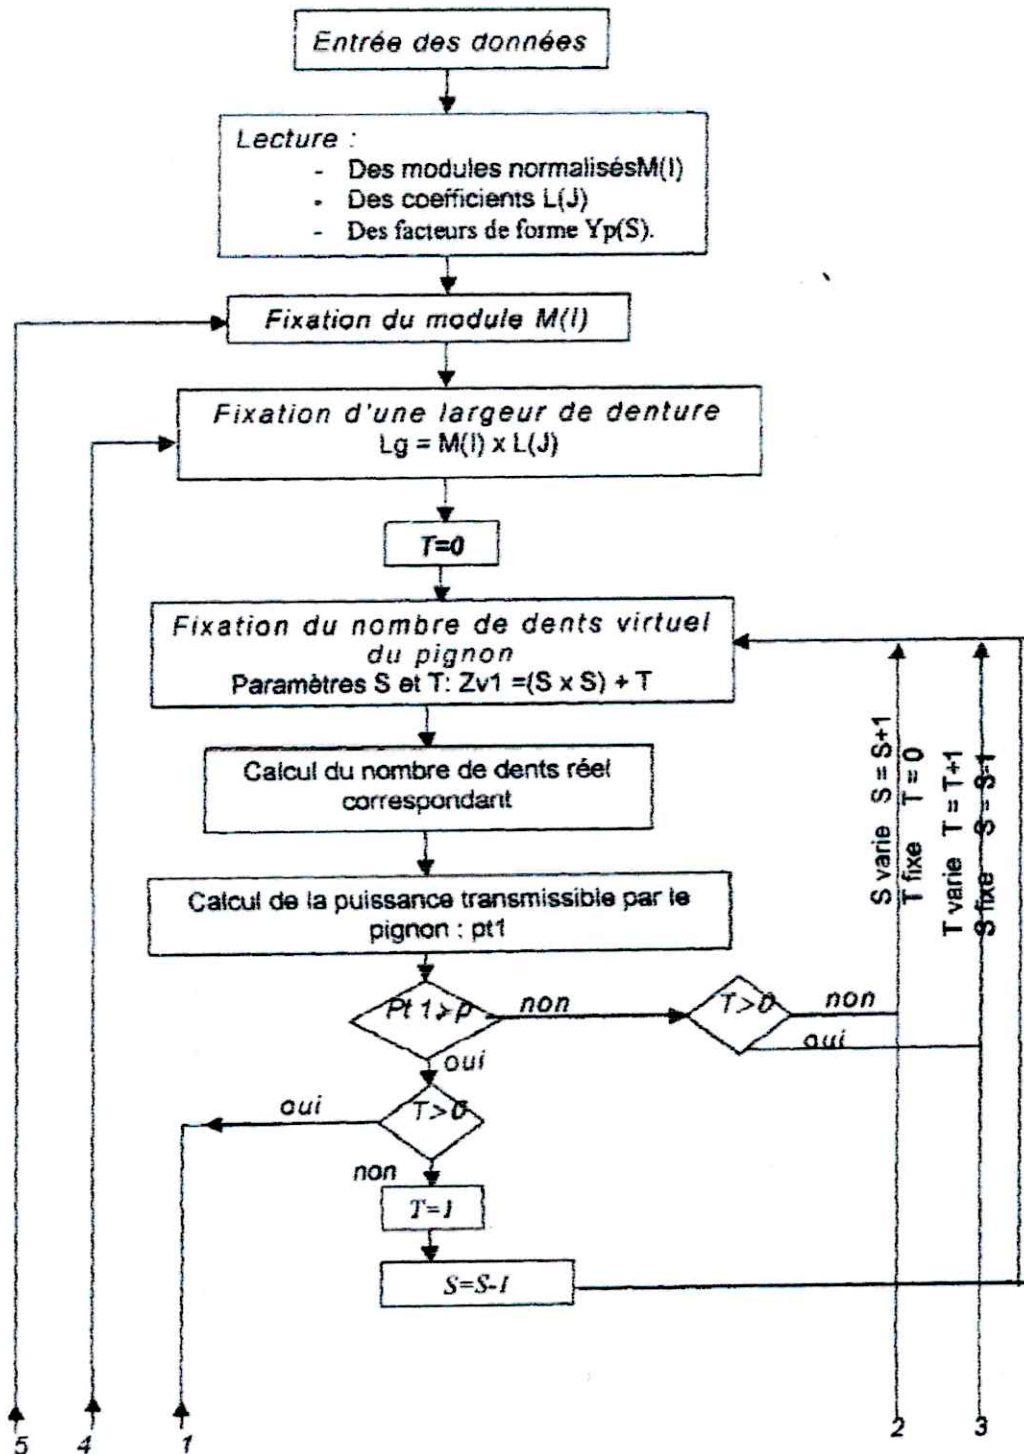 Entrée des données
Lecture :
- Des modules normalisésM(I)
- Des coefficients L(J)
- Des facteurs de forme Yp(S).
Fixation du module M(I)
Fixation d'une largeur de denture
Lg = M(I) x L(J)
T=0
Fixation du nombre de dents virtuel
du pignon
Paramètres S et T: Zv1 =(S x S) + T
Calcul du nombre de dents réel
correspondant
Calcul de la puissance transmissible par le
pignon : pt1
S varie S = S+1
T fixe T = 0
T varie T = T+1
S fixe S = S-1
Pt 1 > p
non
T>0
non
oui
oui
T>0
oui
non
T=1
S=S-1
5
4
1
2
3